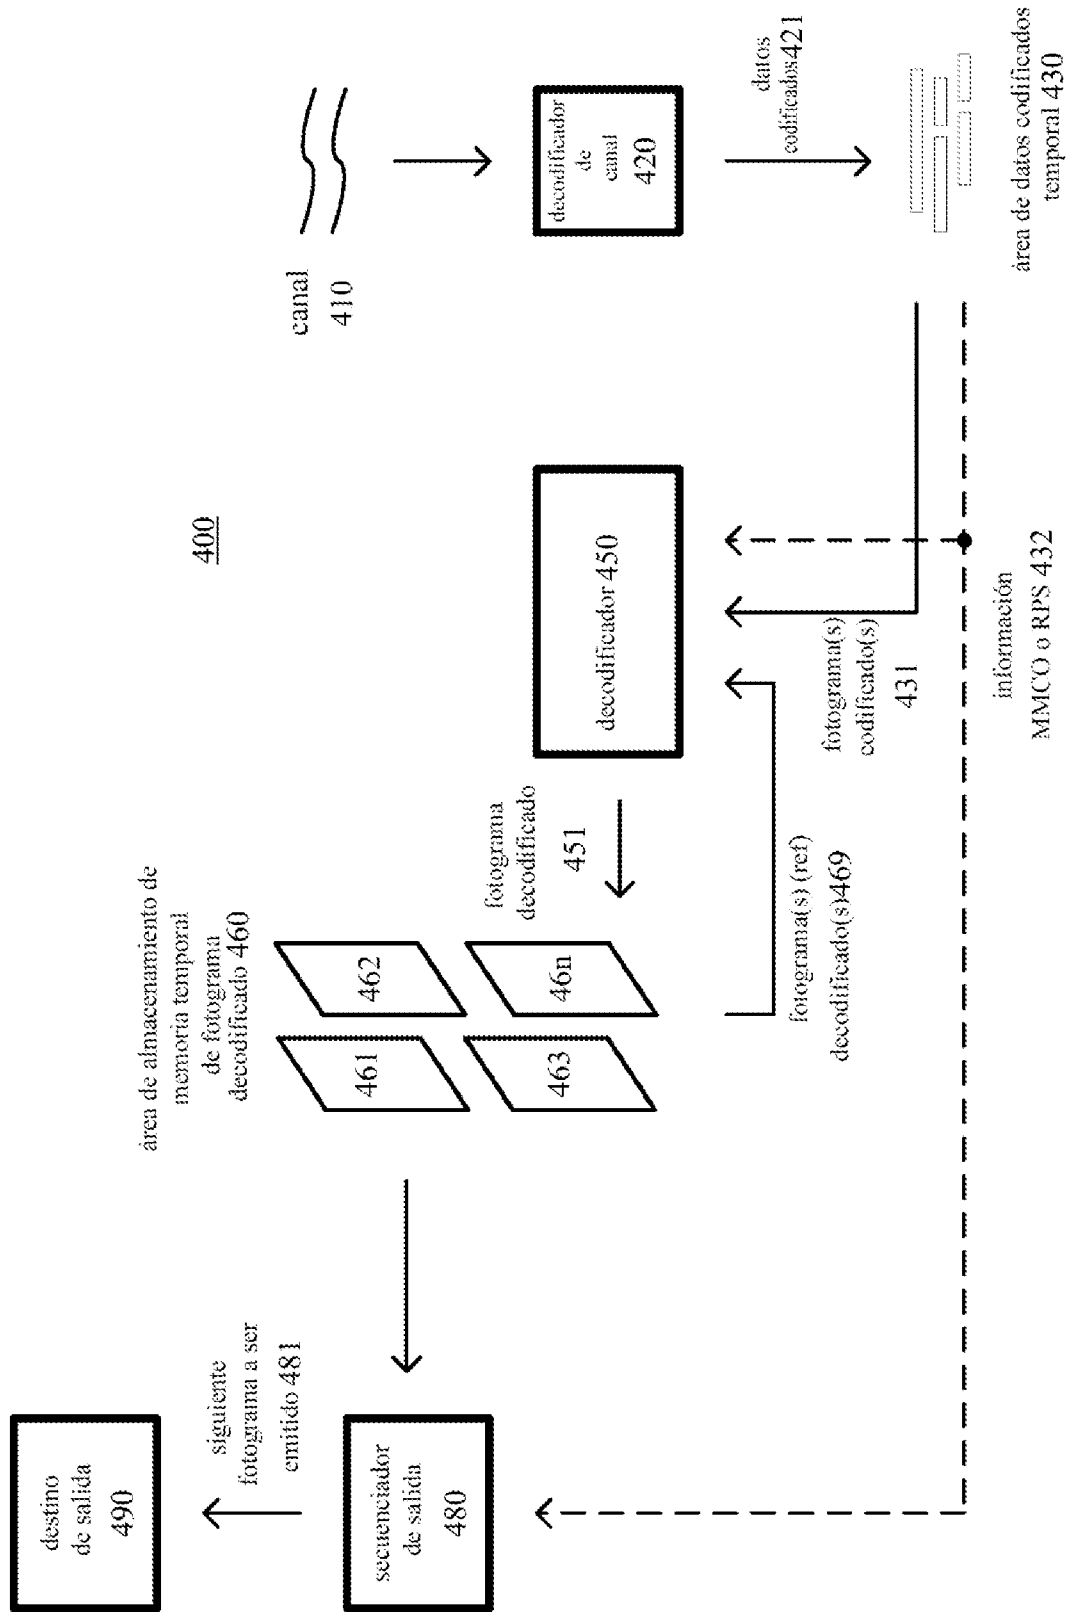 400
canal
410
decodificador
de
canal
420
datos
codificados421
área de datos codificados
temporal 430
decodificador 450
fotograma(s)
codificado(s)
431
información
MMCO o RPS 432
fotograma
decodificado
451
área de almacenamiento de
memoria temporal
de fotograma
decodificado 460
461
462
463
46n
fotograma(s) (ref)
decodificado(s)469
secuenciador
de salida
480
siguiente
fotograma a ser
emitido 481
destino
de salida
490